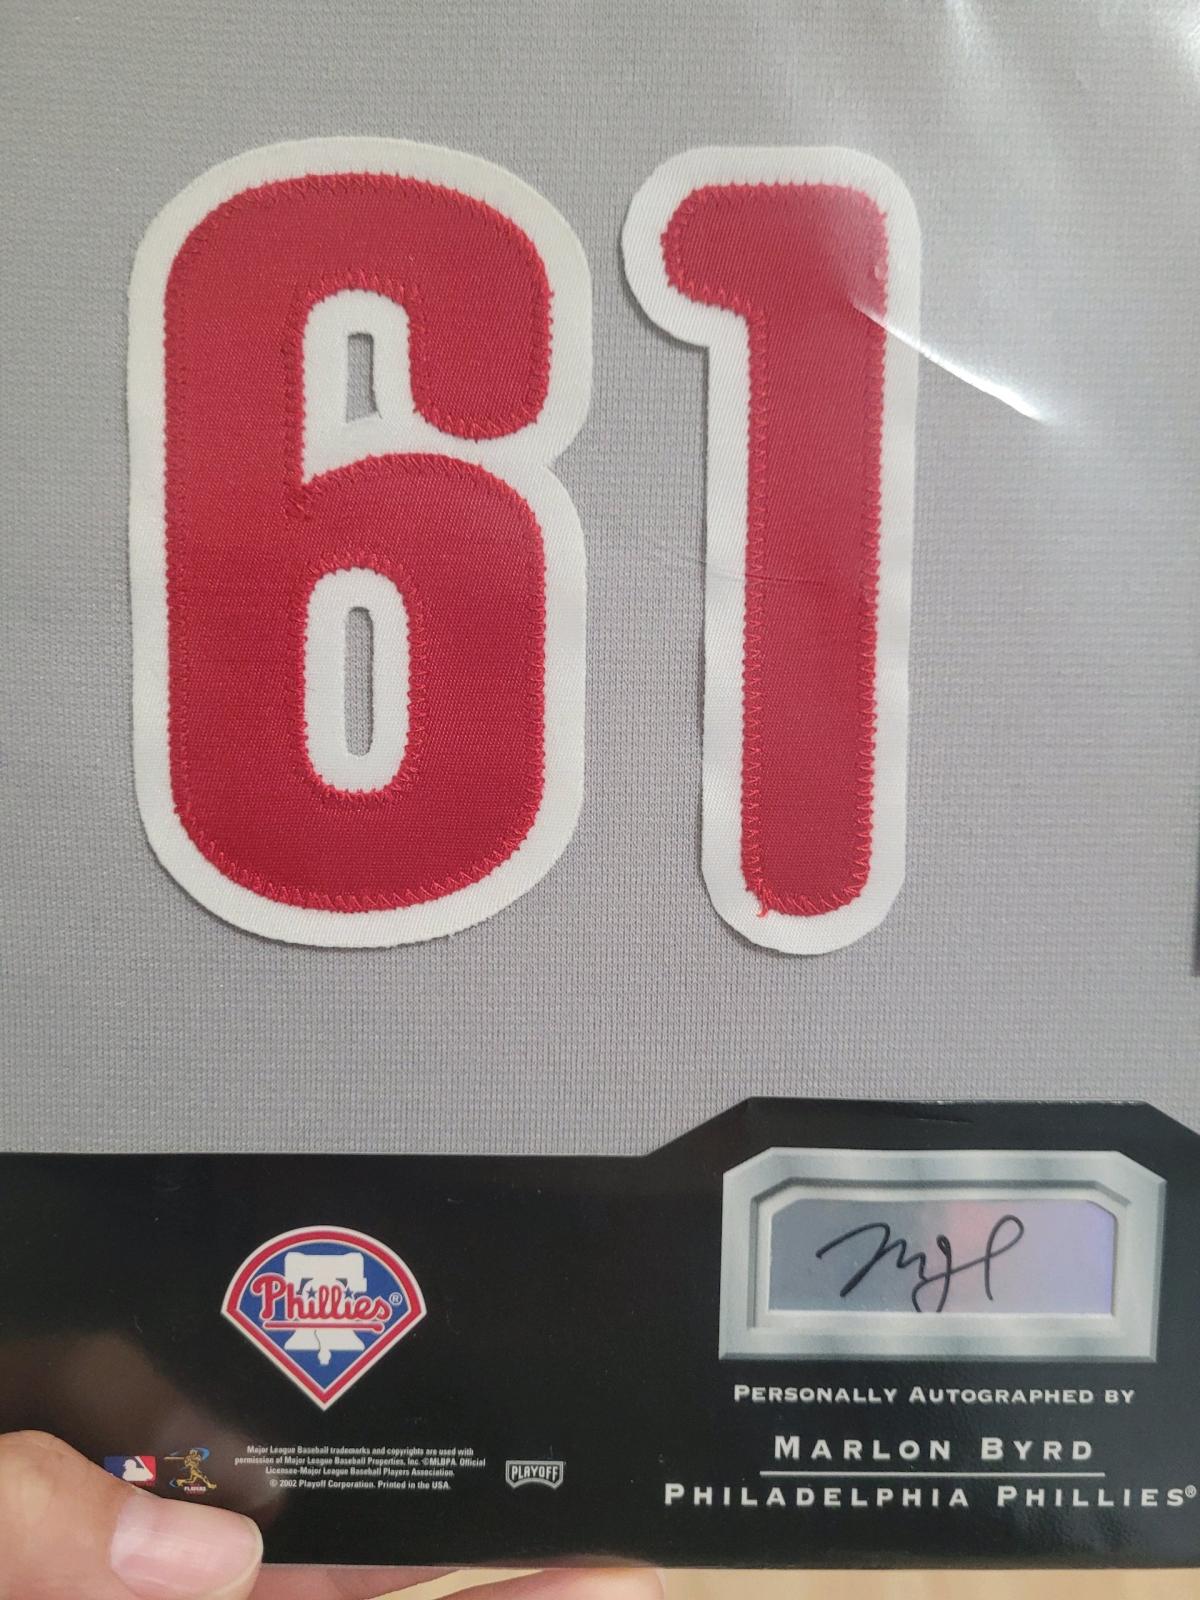 61
Phillies®
PERSONALLY AUTOGRAPHED BY
MARLON BYRD
PHILADELPHIA PHILLIES®
Major League Baseball trademarks and copyrights are used with
permission of Major League Baseball Properties, Inc. ©MLBPA. Official
Licensee-Major League Baseball Players Association.
© 2002 Playoff Corporation. Printed in the USA.
PLAYOFF
PLAYERS